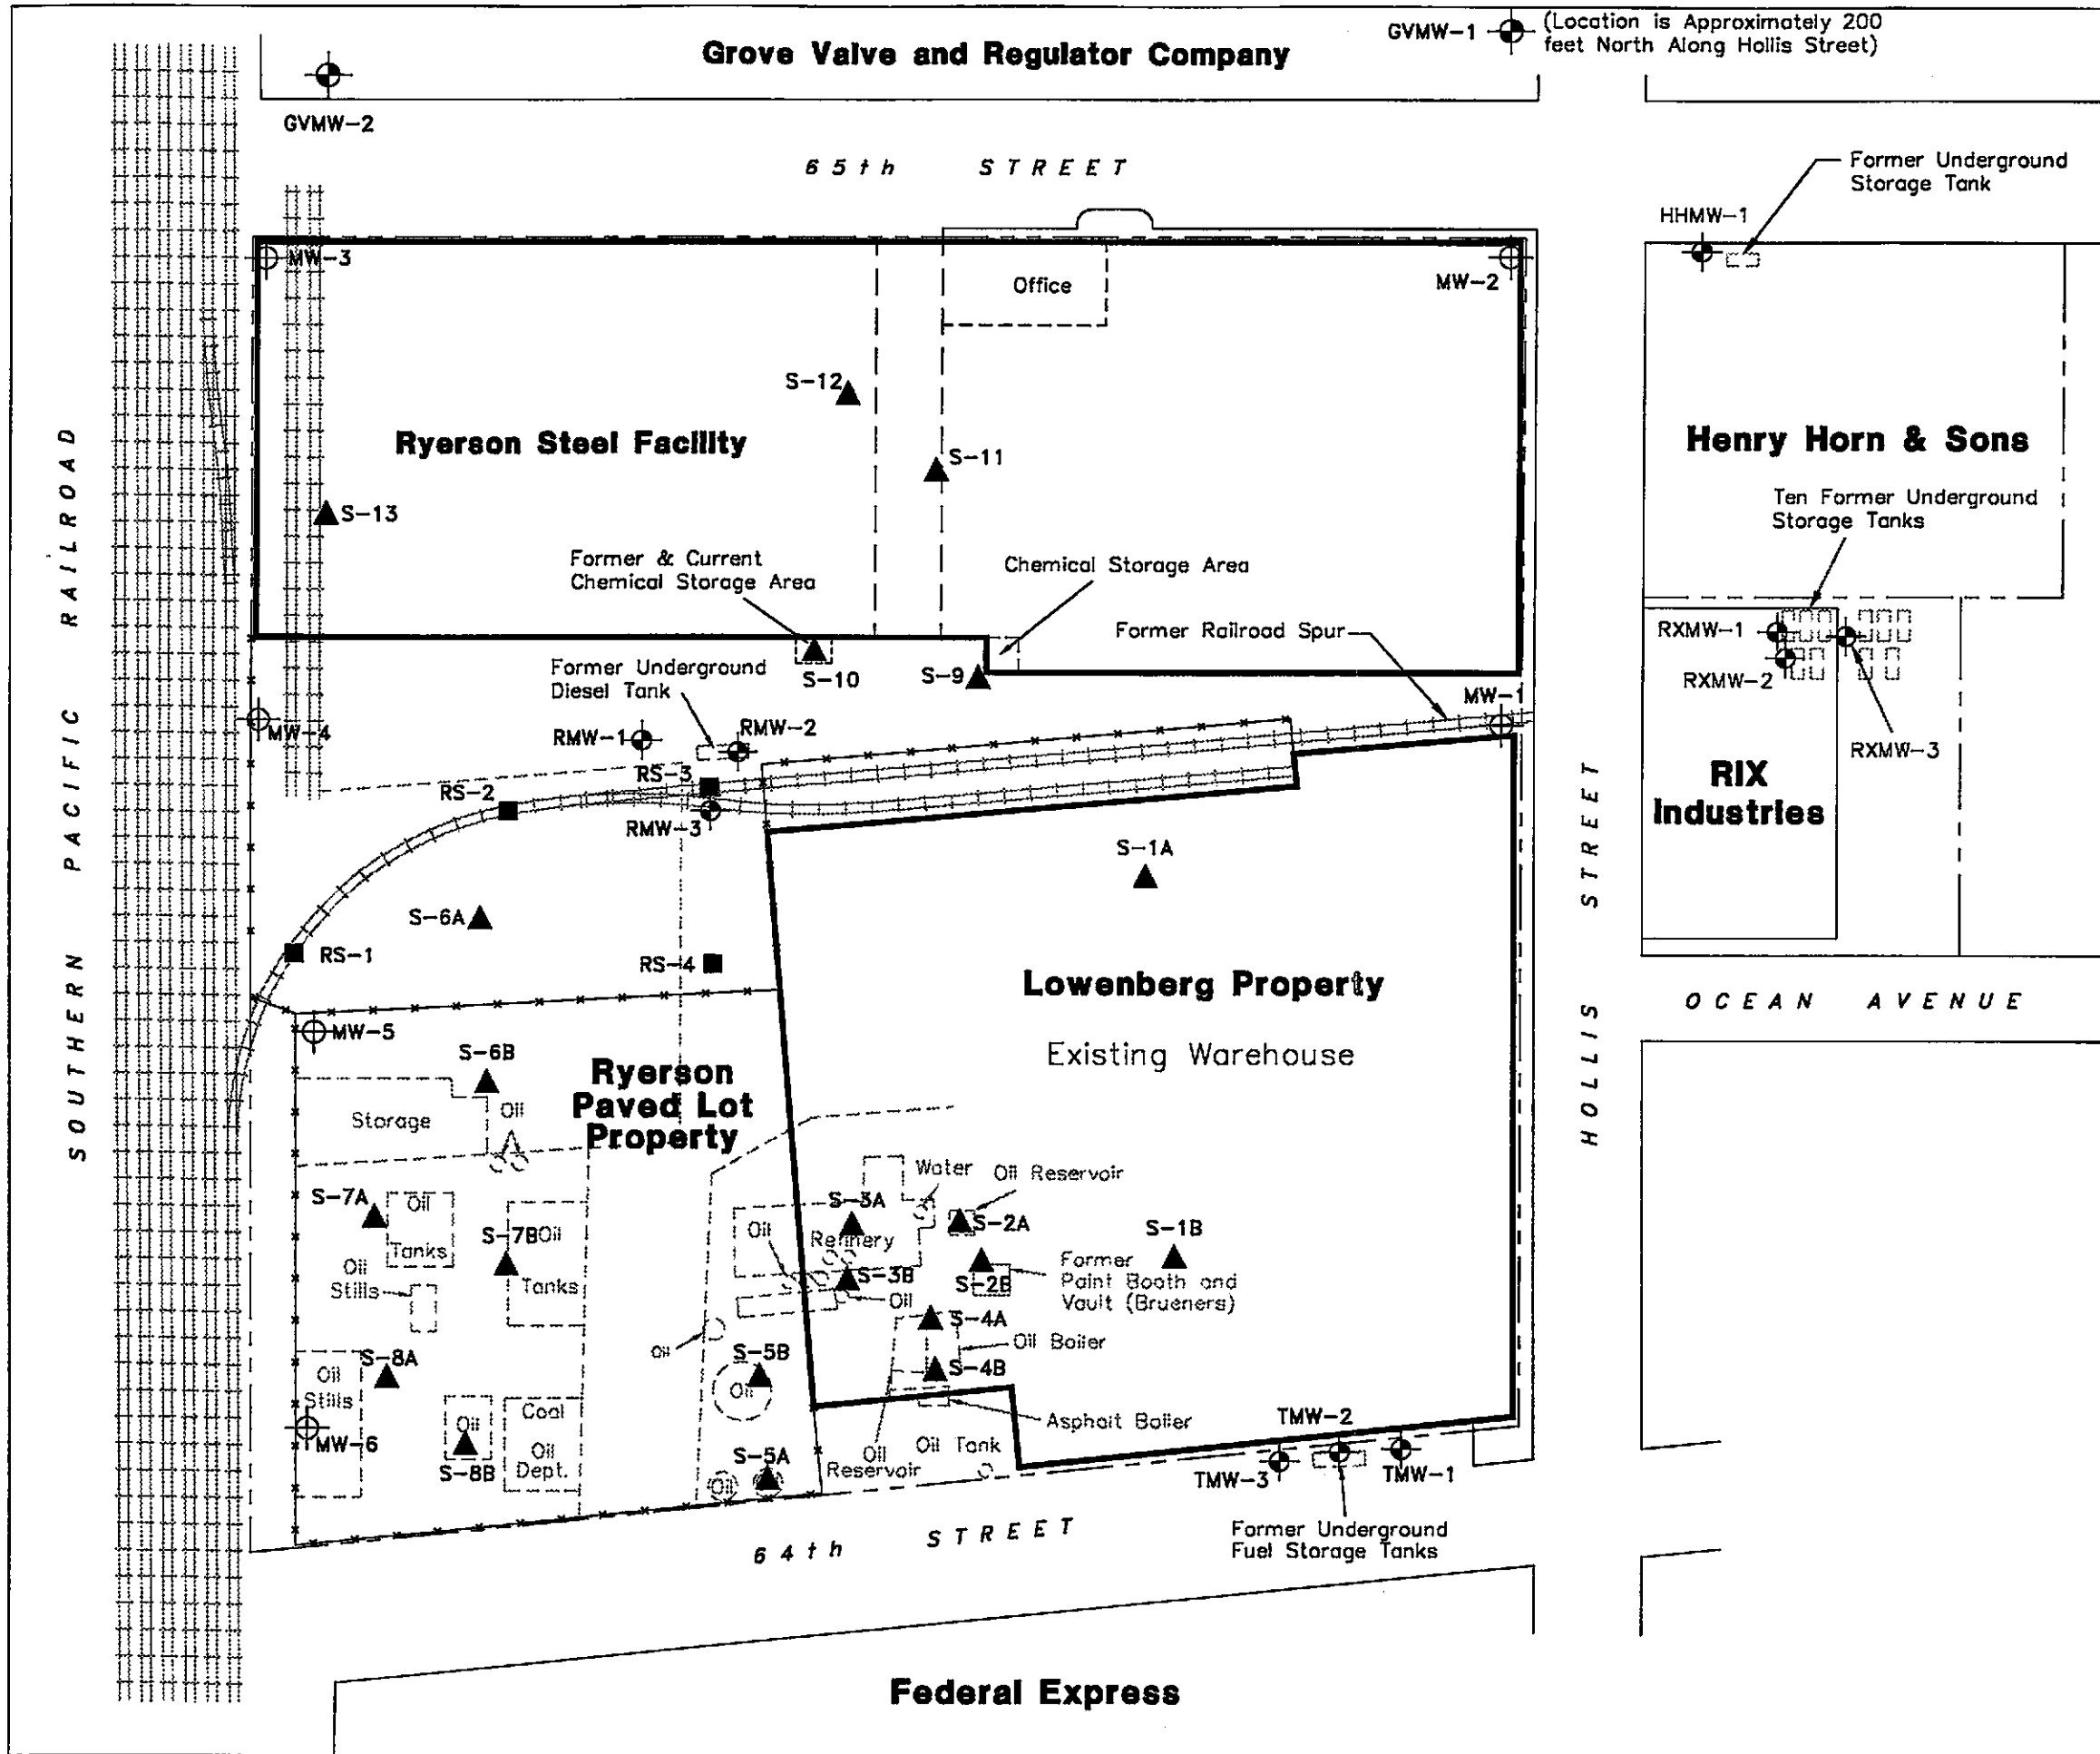 GVMW-1
(Location is Approximately 200
feet North Along Hollis Street)
Grove Valve and Regulator Company
GVMW-2
65th STREET
Former Underground
Storage Tank
HHMW-1
MW-3
MW-2
Office
S-12
Ryerson Steel Facility
S-11
Henry Horn & Sons
S-13
Ten Former Underground
Storage Tanks
Former & Current
Chemical Storage Area
Chemical Storage Area
Former Railroad Spur
RXMW-1
RXMW-2
RXMW-3
S-10
S-9
Former Underground
Diesel Tank
MW-1
MW-4
RMW-1
RMW-2
RS-3
RS-2
RMW-3
RIX
Industries
S-1A
S-6A
RS-1
RS-4
Lowenberg Property
Existing Warehouse
OCEAN AVENUE
HOLLIS STREET
SOUTHERN PACIFIC RAILROAD
MW-5
S-6B
Ryerson
Paved Lot
Property
Storage
Oil
Water
Oil Reservoir
S-7A
Oil
Tanks
S-7B
Oil
Tanks
S-3A
Oil
Refinery
S-2A
S-1B
Oil
Stills
S-3B
Oil
S-2B
Former
Paint Booth and
Vault (Brueners)
S-4A
Oil Boiler
Oil
S-5B
Oil
S-4B
S-8A
Oil
Stills
Asphalt Boiler
TMW-2
MW-6
Oil
S-8B
Coal
Oil
Dept.
S-5A
Oil
Oil
Reservoir
Oil Tank
TMW-3
TMW-1
Former Underground
Fuel Storage Tanks
64th STREET
Federal Express